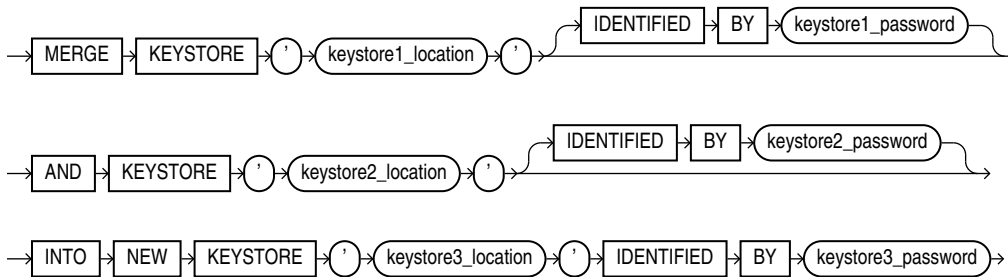 IDENTIFIED BY keystore1_password
MERGE KEYSTORE ' keystore1_location '
IDENTIFIED BY keystore2_password
AND KEYSTORE ' keystore2_location '
INTO NEW KEYSTORE ' keystore3_location ' IDENTIFIED BY keystore3_password